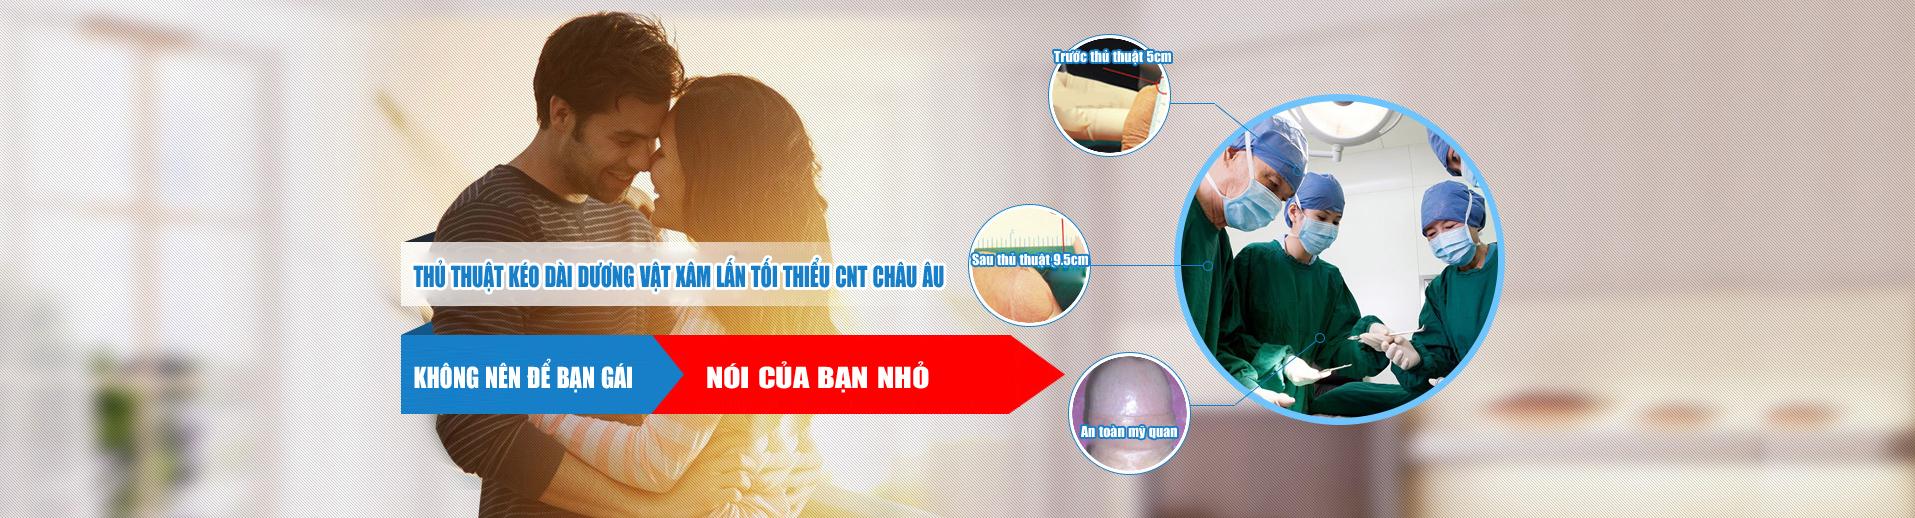 THỦ THUẬT KÉO DÀI DƯƠNG VẬT XÂM LẤN TỐI THIỂU CNT CHÂU ÂU
KHÔNG NÊN ĐỂ BẠN GÁI
NÓI CỦA BẠN NHỎ
Trước thủ thuật 5cm
Sau thủ thuật 9.5cm
An toàn mỹ quan